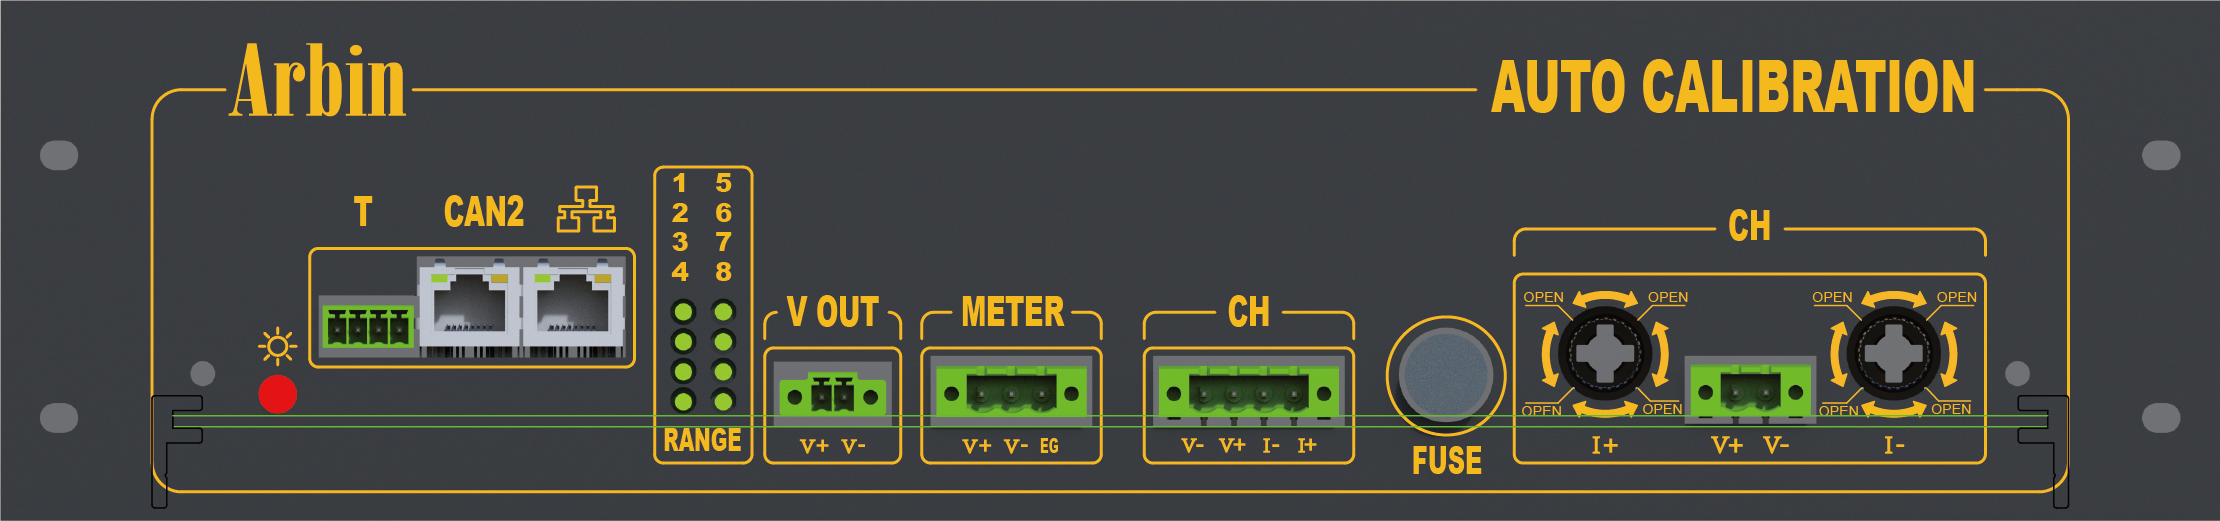 Arbin
AUTO CALIBRATION
T
CAN2
1 5
2 6
3 7
4 8
RANGE
V OUT
V+ V-
METER
V+ V- EG
CH
V- V+ I- I+
FUSE
CH
OPEN OPEN OPEN OPEN
OPEN OPEN OPEN OPEN
I+ V+ V- I-